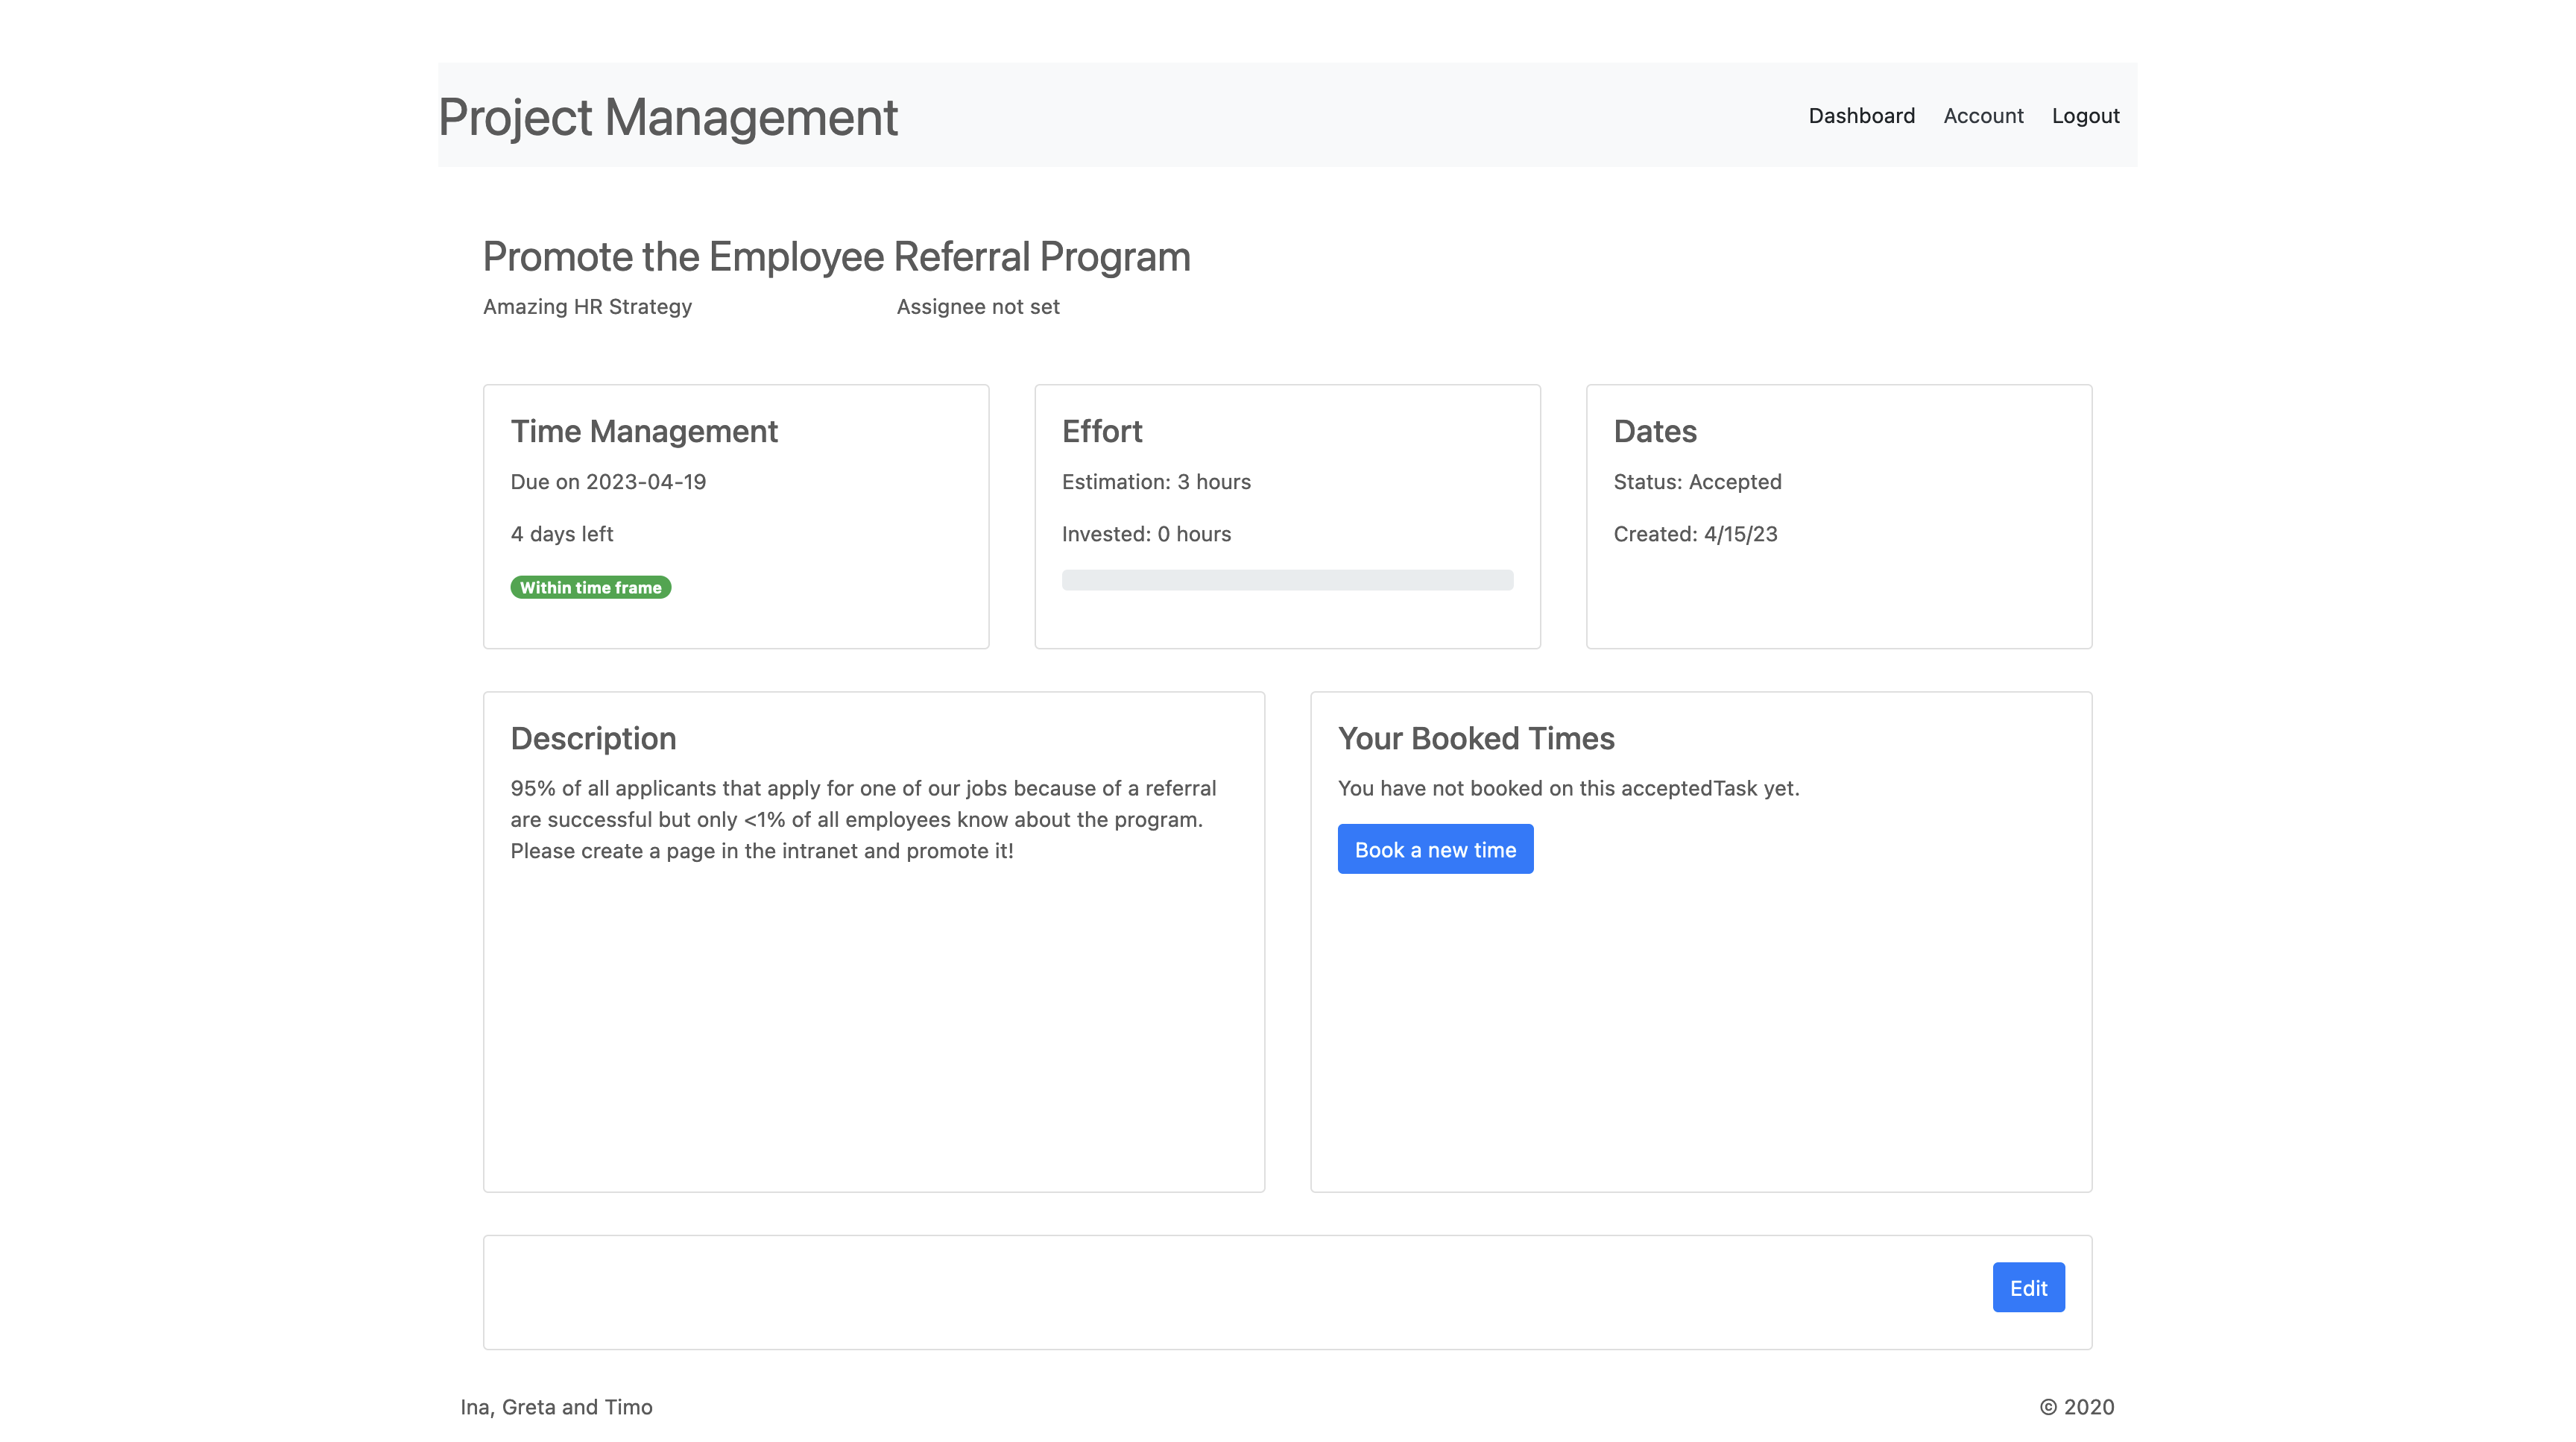 Project Management
Dashboard Account Logout
Promote the Employee Referral Program
Amazing HR Strategy
Assignee not set
Time Management
Due on 2023-04-19
4 days left
Within time frame
Effort
Estimation: 3 hours
Invested: 0 hours
Dates
Status: Accepted
Created: 4/15/23
Description
95% of all applicants that apply for one of our jobs because of a referral
are successful but only <1% of all employees know about the program.
Please create a page in the intranet and promote it!
Your Booked Times
You have not booked on this acceptedTask yet.
Book a new time
Edit
Ina, Greta and Timo
© 2020